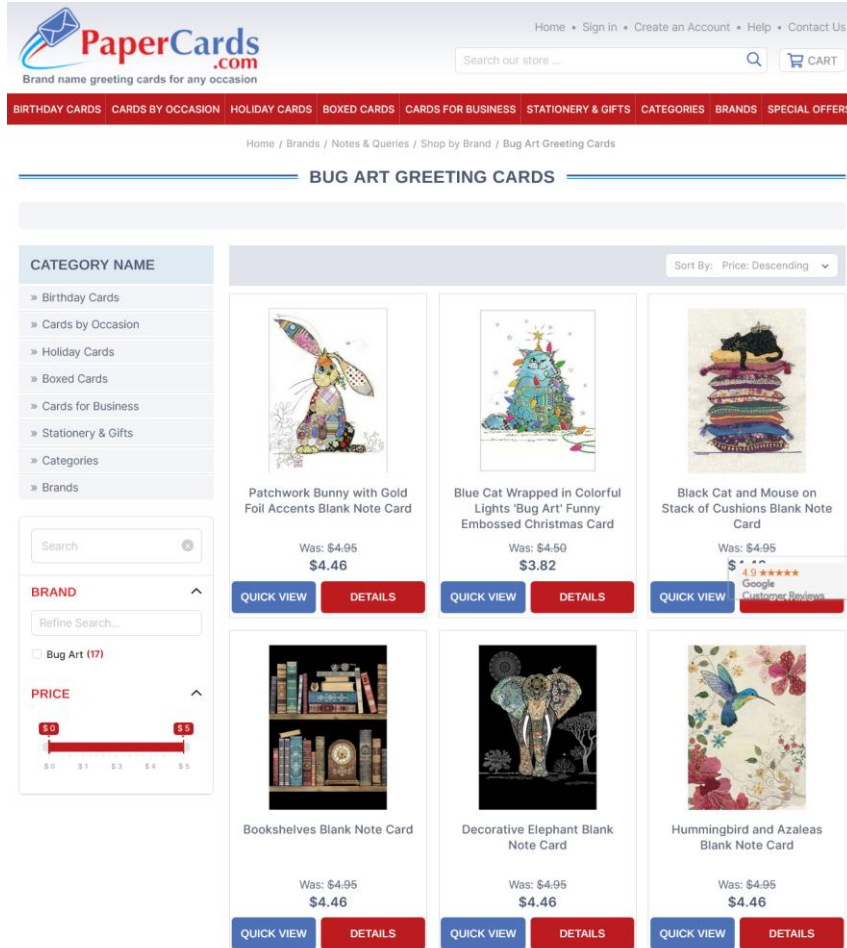 PaperCards
.com
Brand name greeting cards for any occasion
Home • Sign in • Create an Account • Help • Contact Us
Search our store ...
CART
BIRTHDAY CARDS CARDS BY OCCASION HOLIDAY CARDS BOXED CARDS CARDS FOR BUSINESS STATIONERY & GIFTS CATEGORIES BRANDS SPECIAL OFFERS
Home / Brands / Notes & Queries / Shop by Brand / Bug Art Greeting Cards
BUG ART GREETING CARDS
CATEGORY NAME
» Birthday Cards
» Cards by Occasion
» Holiday Cards
» Boxed Cards
» Cards for Business
» Stationery & Gifts
» Categories
» Brands
Search
BRAND
Refine Search...
Bug Art (17)
PRICE
$0 $5
$0 $1 $3 $4 $5
Sort By: Price: Descending
Patchwork Bunny with Gold
Foil Accents Blank Note Card
Was: $4.95
$4.46
QUICK VIEW DETAILS
Blue Cat Wrapped in Colorful
Lights 'Bug Art' Funny
Embossed Christmas Card
Was: $4.50
$3.82
QUICK VIEW DETAILS
Black Cat and Mouse on
Stack of Cushions Blank Note
Card
Was: $4.95
QUICK VIEW
4.9 ★★★★★
Google
Customer Reviews
Bookshelves Blank Note Card
Was: $4.95
$4.46
QUICK VIEW DETAILS
Decorative Elephant Blank
Note Card
Was: $4.95
$4.46
QUICK VIEW DETAILS
Hummingbird and Azaleas
Blank Note Card
Was: $4.95
$4.46
QUICK VIEW DETAILS